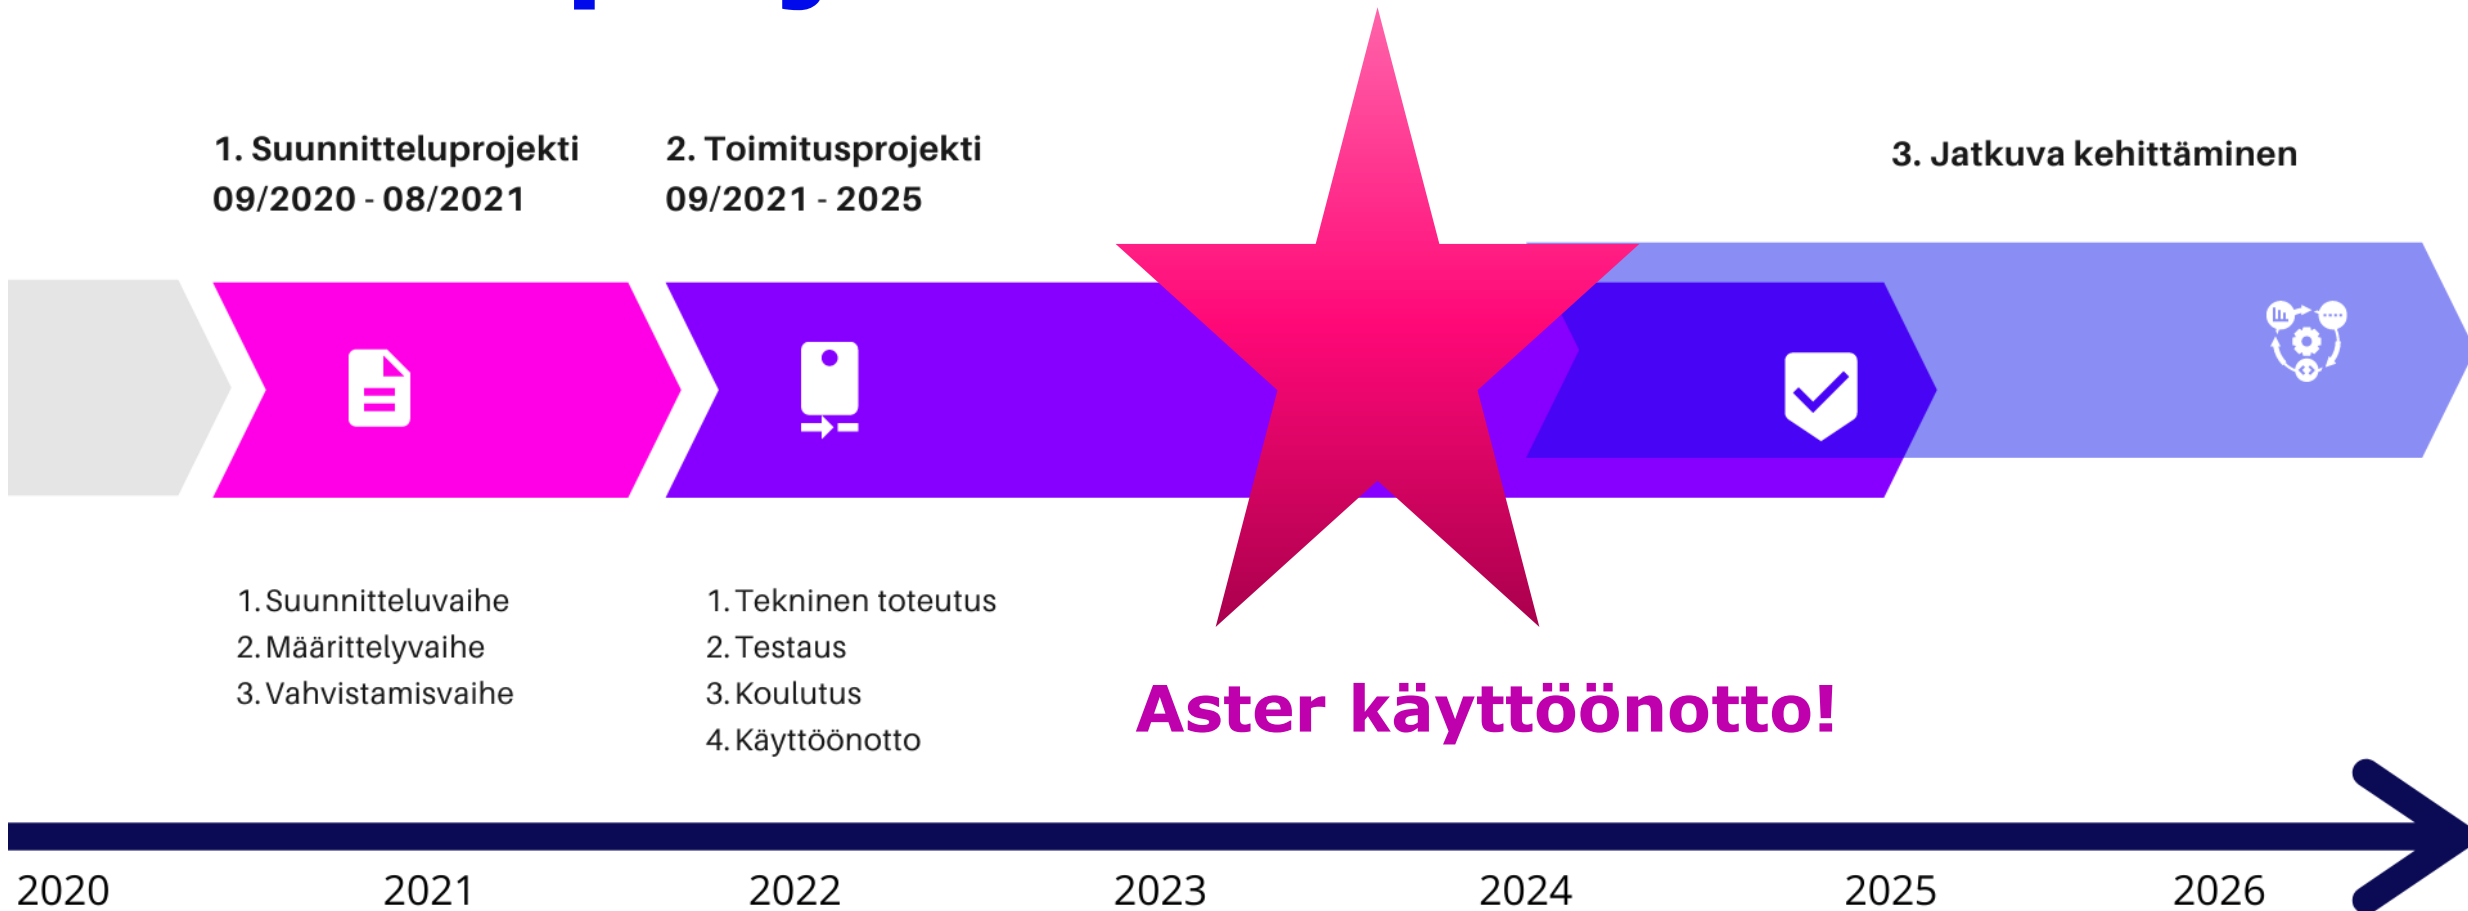 1. Suunnitteluprojekti
09/2020 - 08/2021
2. Toimitusprojekti
09/2021 - 2025
3. Jatkuva kehittäminen
1. Suunnitteluvaihe
2. Määrittelyvaihe
3. Vahvistamisvaihe
1. Tekninen toteutus
2. Testaus
3. Koulutus
4. Käyttöönotto
Aster käyttöönotto!
2020 2021 2022 2023 2024 2025 2026